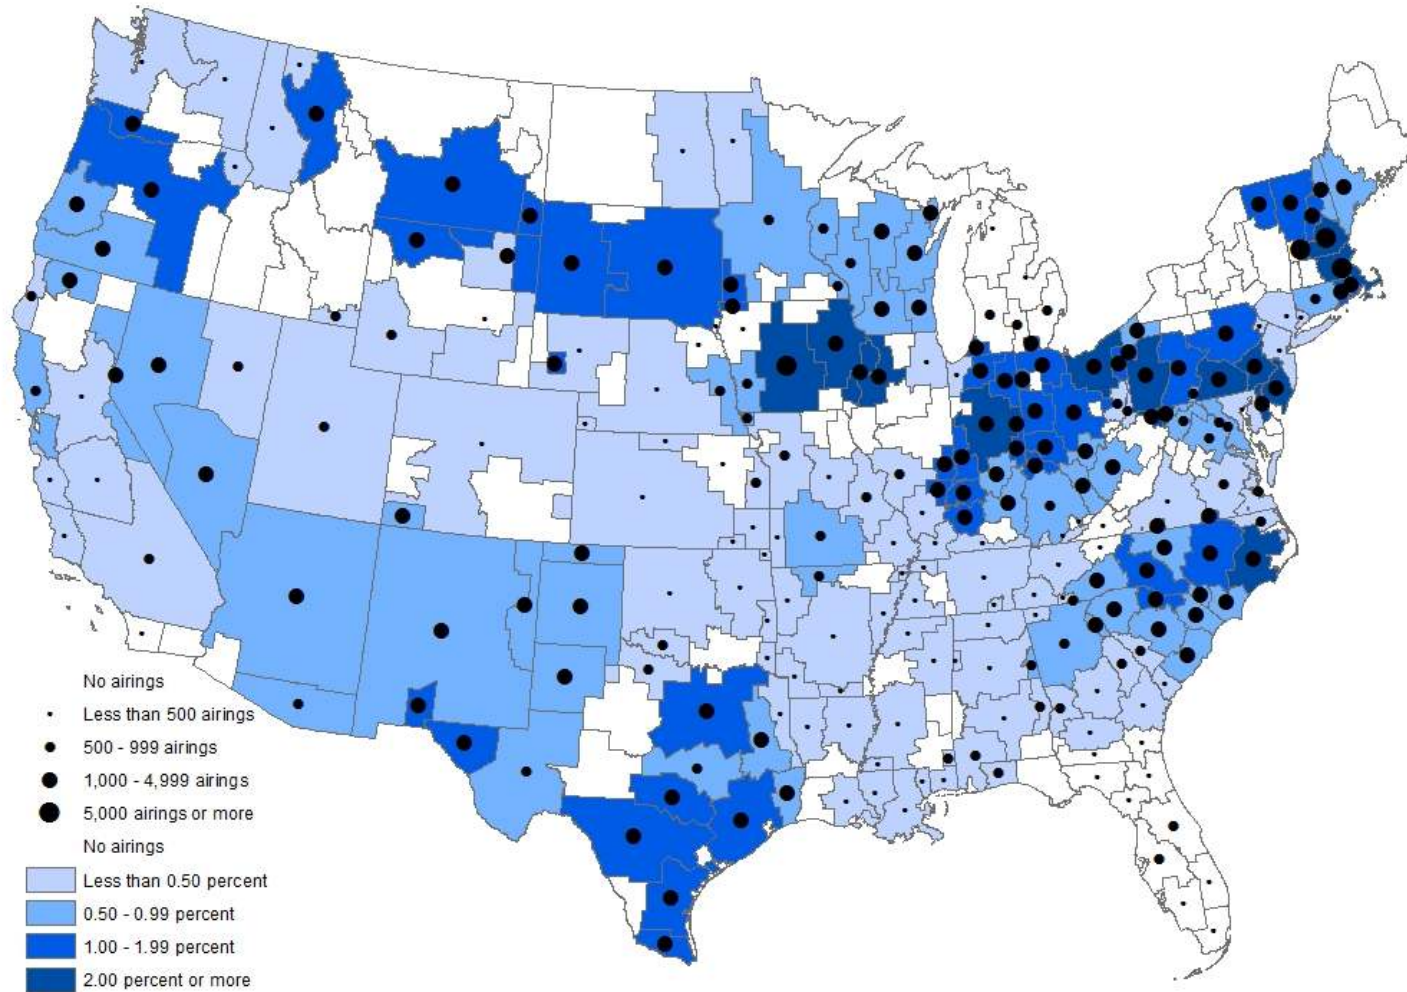 No airings
Less than 500 airings
500 - 999 airings
1,000 - 4,999 airings
5,000 airings or more
No airings
Less than 0.50 percent
0.50 - 0.99 percent
1.00 - 1.99 percent
2.00 percent or more